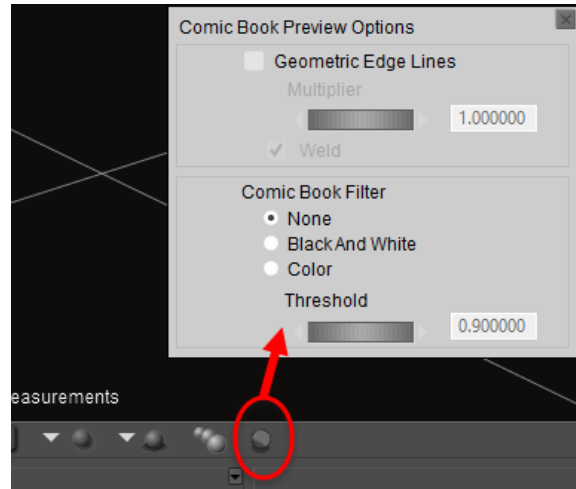 Comic Book Preview Options
Geometric Edge Lines
Multiplier
1.000000
Weld
Comic Book Filter
None
Black And White
Color
Threshold
0.900000
easurements